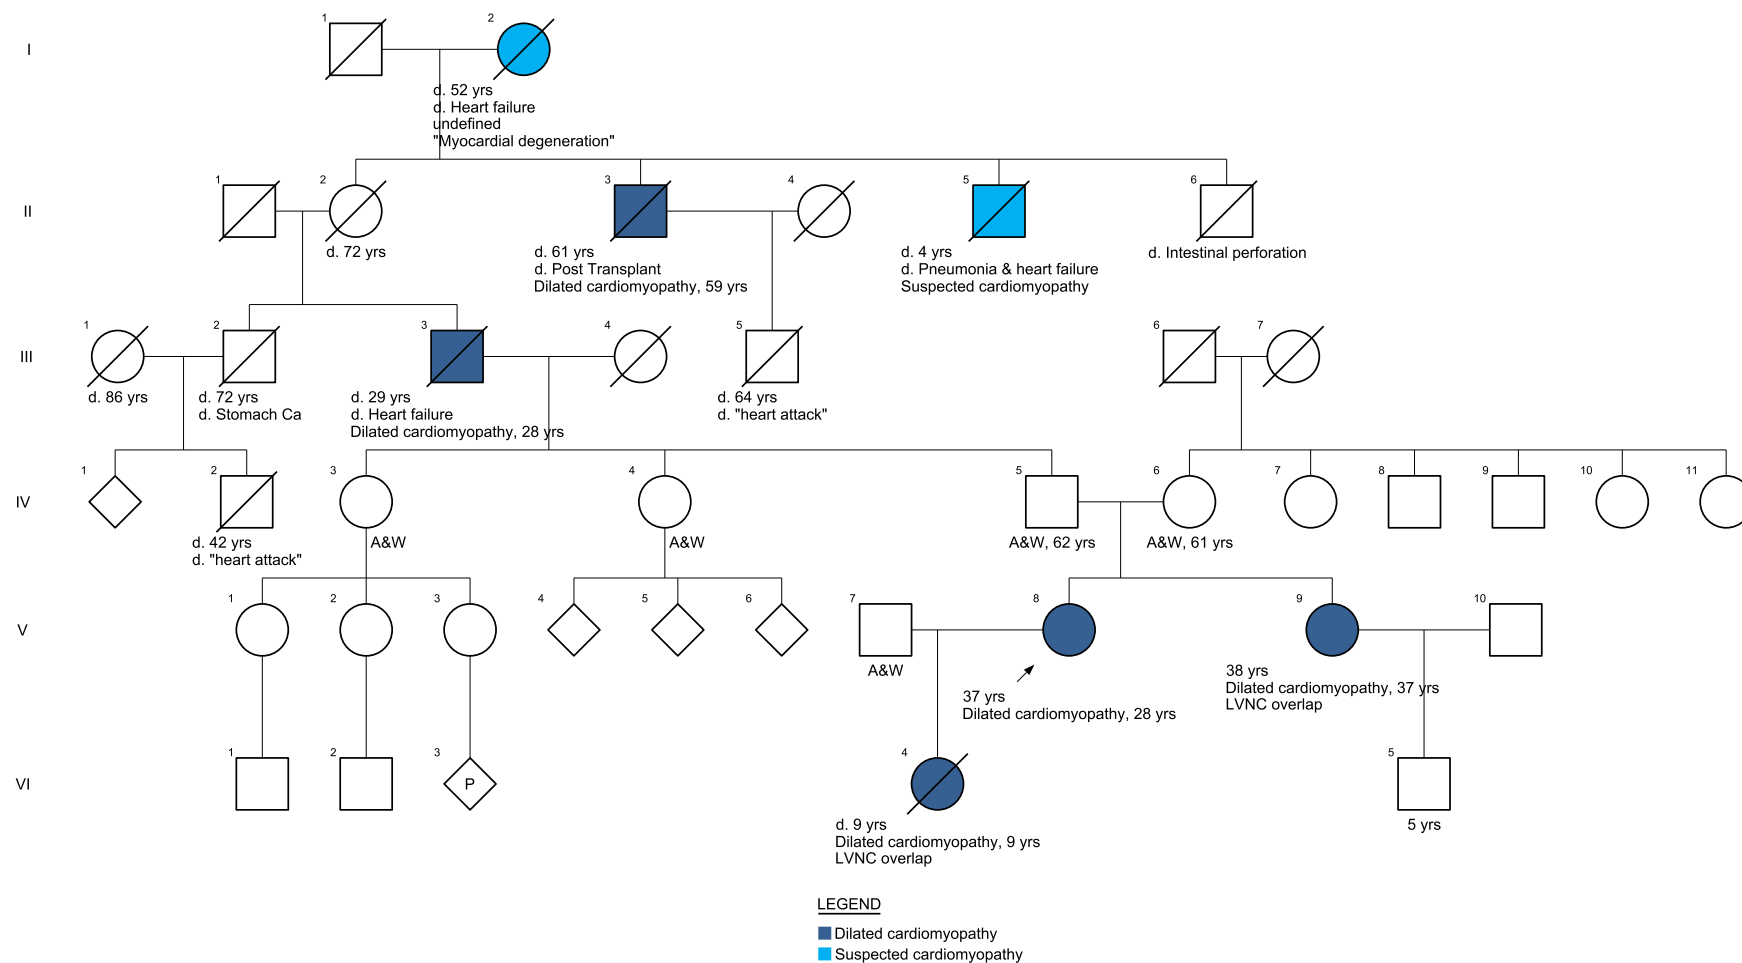 1
2
I
d. 52 yrs
d. Heart failure
undefined
"Myocardial degeneration"
1
2
3
4
5
6
II
d. 72 yrs
d. 61 yrs
d. Post Transplant
Dilated cardiomyopathy, 59 yrs
d. 4 yrs
d. Pneumonia & heart failure
Suspected cardiomyopathy
d. Intestinal perforation
1
2
3
4
5
6
7
III
d. 86 yrs
d. 72 yrs
d. Stomach Ca
d. 29 yrs
d. Heart failure
Dilated cardiomyopathy, 28 yrs
d. 64 yrs
d. "heart attack"
1
2
3
4
5
6
7
8
9
10
11
IV
d. 42 yrs
d. "heart attack"
A&W
A&W
A&W, 62 yrs
A&W, 61 yrs
1
2
3
4
5
6
7
8
9
10
V
A&W
37 yrs
Dilated cardiomyopathy, 28 yrs
38 yrs
Dilated cardiomyopathy, 37 yrs
LVNC overlap
1
2
3
4
5
VI
P
d. 9 yrs
Dilated cardiomyopathy, 9 yrs
LVNC overlap
5 yrs
LEGEND
Dilated cardiomyopathy
Suspected cardiomyopathy